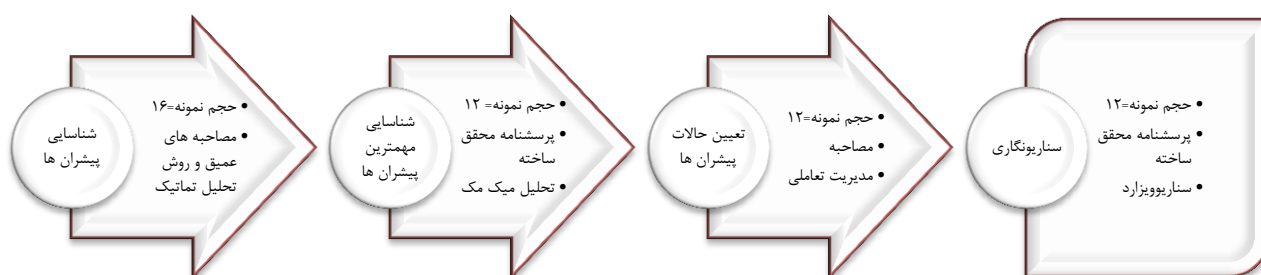 شناسایی
پیشران ها
• حجم نمونه=۱۶
• مصاحبه های
عمیق و روش
تحلیل تماتیک
شناسایی
مهمترین
پیشران ها
• حجم نمونه= ۱۲
• پرسشنامه محقق
ساخته
• تحلیل میک مک
تعیین حالات
پیشران ها
• حجم نمونه=۱۲
• مصاحبه
• مدیریت تعاملی
سناریونگاری
• حجم نمونه=۱۲
• پرسشنامه محقق
ساخته
• سناریوویزارد